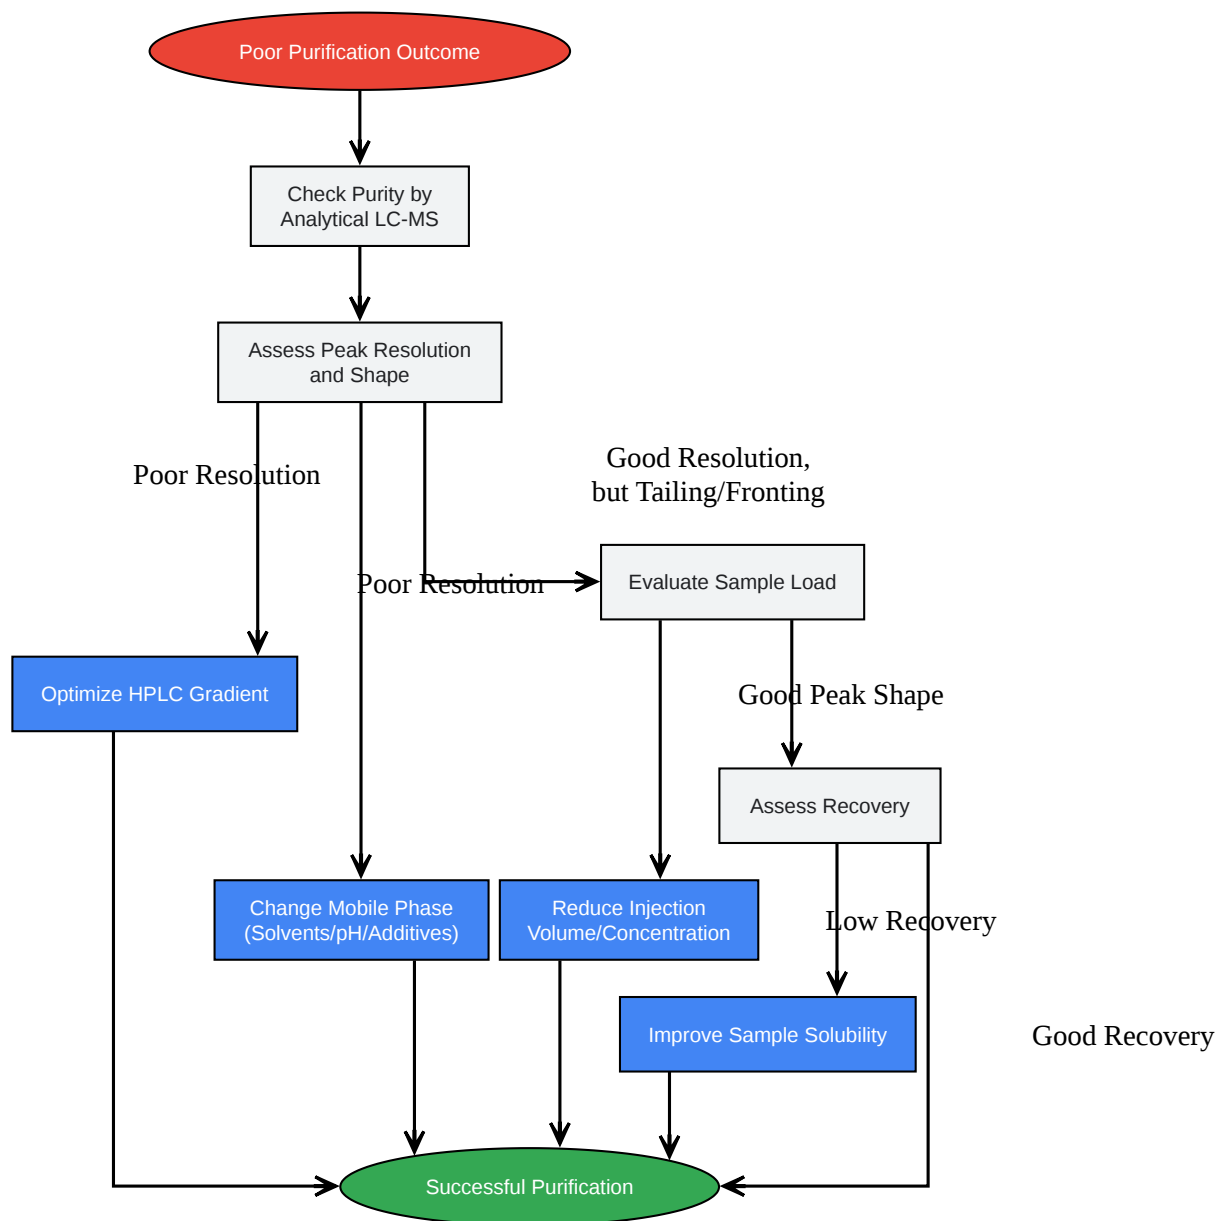 Poor Purification Outcome
Check Purity by
Analytical LC-MS
Assess Peak Resolution
and Shape
Poor Resolution
Good Resolution,
but Tailing/Fronting
Poor Resolution
Evaluate Sample Load
Optimize HPLC Gradient
Good Peak Shape
Assess Recovery
Change Mobile Phase
(Solvents/pH/Additives)
Reduce Injection
Volume/Concentration
Low Recovery
Improve Sample Solubility
Good Recovery
Successful Purification